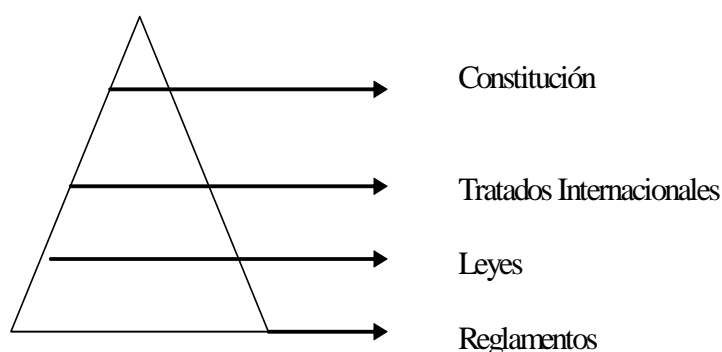 Constitución
Tratados Internacionales
Leyes
Reglamentos